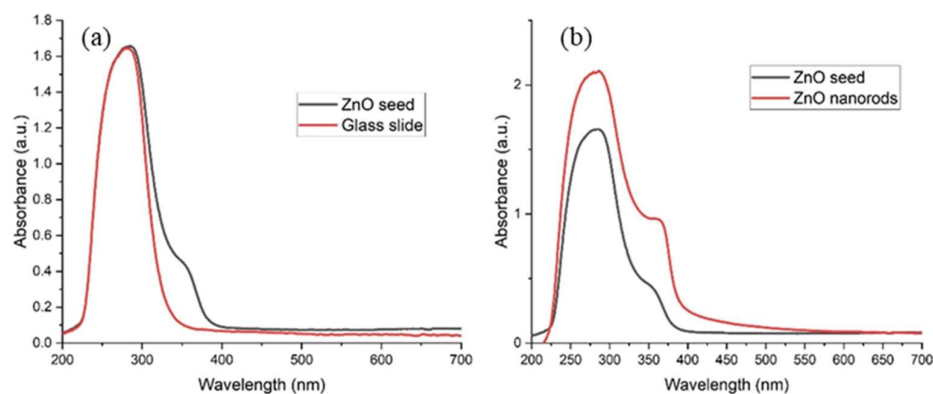 (a)
1.8
1.6
1.4
1.2
1.0
0.8
0.6
0.4
0.2
0.0
Absorbance (a.u.)
ZnO seed
Glass slide
200 300 400 500 600 700
Wavelength (nm)
(b)
2
1
0
Absorbance (a.u.)
ZnO seed
ZnO nanorods
200 250 300 350 400 450 500 550 600 650 700
Wavelength (nm)